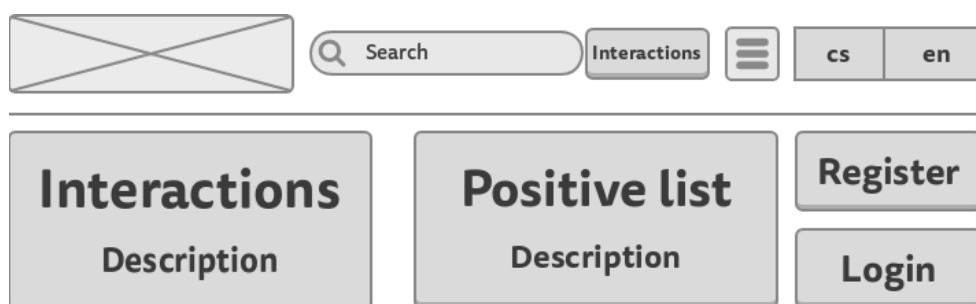 Search
Interactions
cs
en
Interactions
Description
Positive list
Description
Register
Login